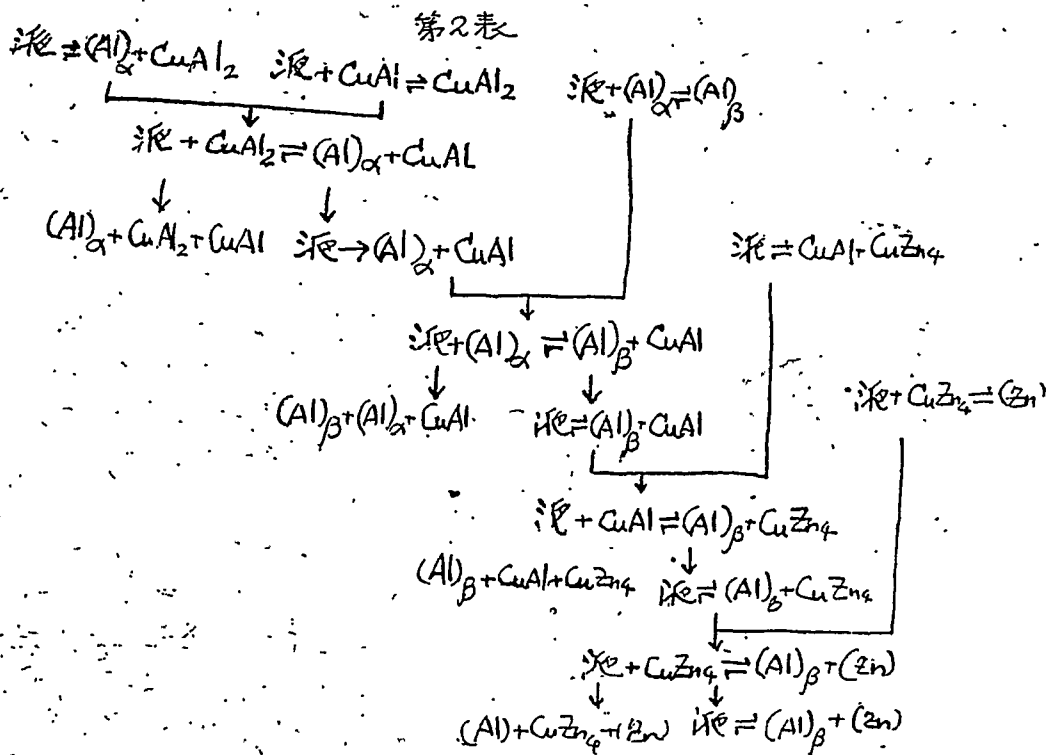 第2表
液⇌(Al)α+CuAl₂ 液+CuAl⇌CuAl₂ 液+(Al)α⇌(Al)β
液+CuAl₂⇌(Al)α+CuAl
(Al)α+CuAl₂+CuAl 液→(Al)α+CuAl 液⇌CuAl+CuZn₄
液+(Al)α⇌(Al)β+CuAl
液+CuZn₄⇌(Zn)
(Al)β+(Al)α+CuAl 液⇌(Al)β+CuAl
液+CuAl⇌(Al)β+CuZn₄
(Al)β+CuAl+CuZn₄ 液⇌(Al)β+CuZn₄
液+CuZn₄⇌(Al)β+(Zn)
(Al)+CuZn₄+(Zn) 液⇌(Al)β+(Zn)